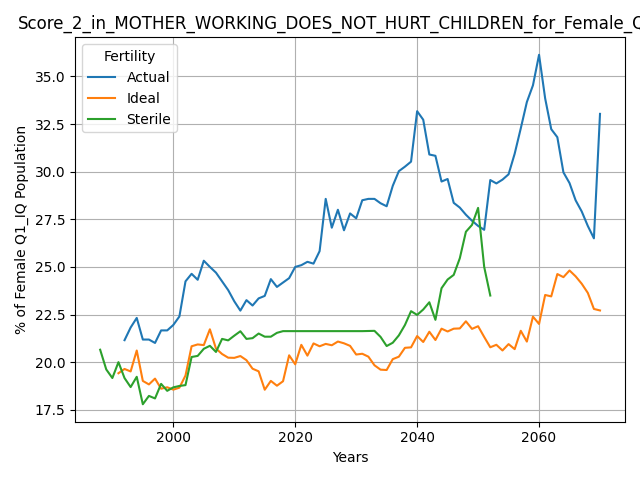 Score_2_in_MOTHER_WORKING_DOES_NOT_HURT_CHILDREN_for_Female_
Fertility
Actual
Ideal
Sterile
35.0
32.5
30.0
27.5
25.0
22.5
20.0
17.5
% of Female Q1_IQ Population
2000
2020
2040
2060
Years